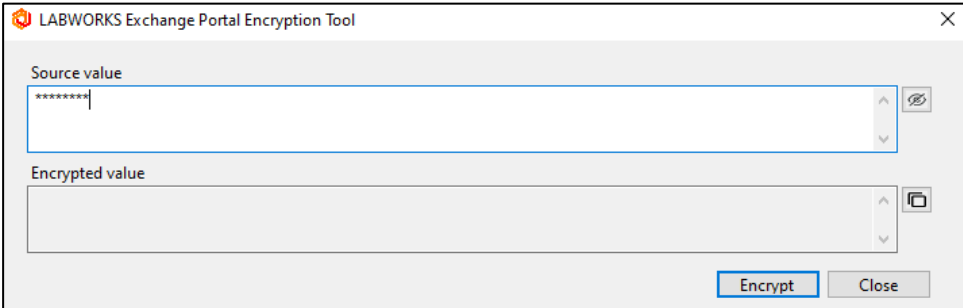 LABWORKS Exchange Portal Encryption Tool
Source value
********
Encrypted value
Encrypt Close